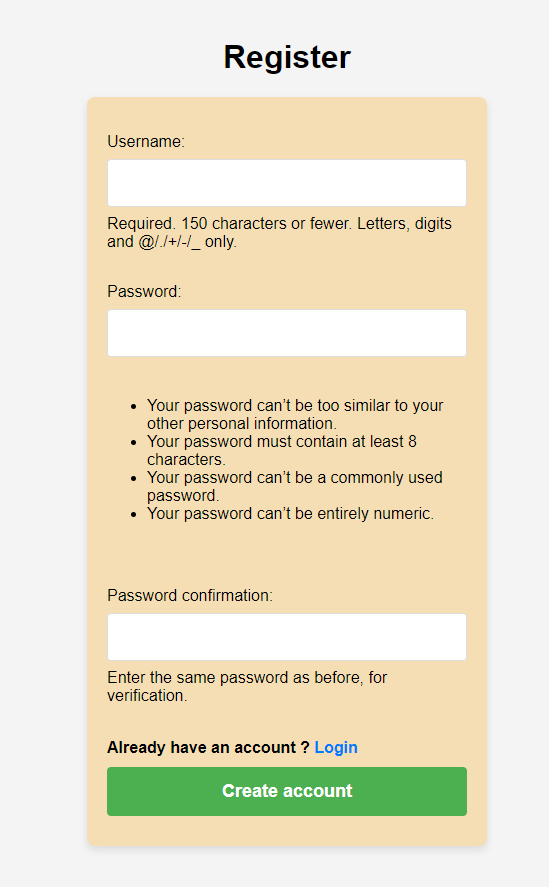 Register
Username:
Required. 150 characters or fewer. Letters, digits
and @/./+/-/_ only.
Password:
• Your password can’t be too similar to your
other personal information.
• Your password must contain at least 8
characters.
• Your password can’t be a commonly used
password.
• Your password can’t be entirely numeric.
Password confirmation:
Enter the same password as before, for
verification.
Already have an account ? Login
Create account